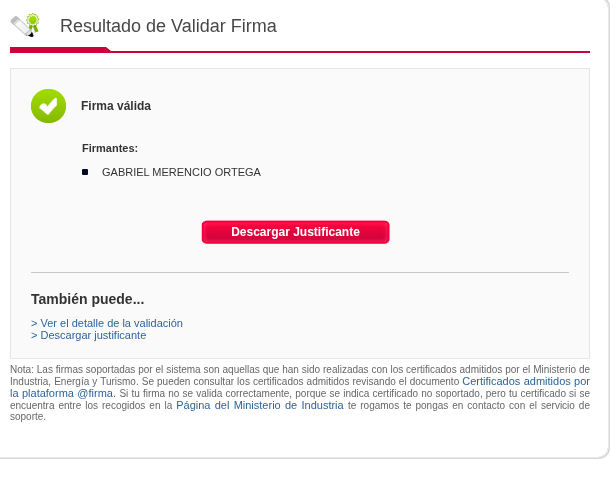 Resultado de Validar Firma
Firma válida
Firmantes:
GABRIEL MERENCIO ORTEGA
Descargar Justificante
También puede...
> Ver el detalle de la validación
> Descargar justificante
Nota: Las firmas soportadas por el sistema son aquellas que han sido realizadas con los certificados admitidos por el Ministerio de
Industria, Energía y Turismo. Se pueden consultar los certificados admitidos revisando el documento Certificados admitidos por
la plataforma @firma. Si tu firma no se valida correctamente, porque se indica certificado no soportado, pero tu certificado si se
encuentra entre los recogidos en la Página del Ministerio de Industria te rogamos te pongas en contacto con el servicio de
soporte.